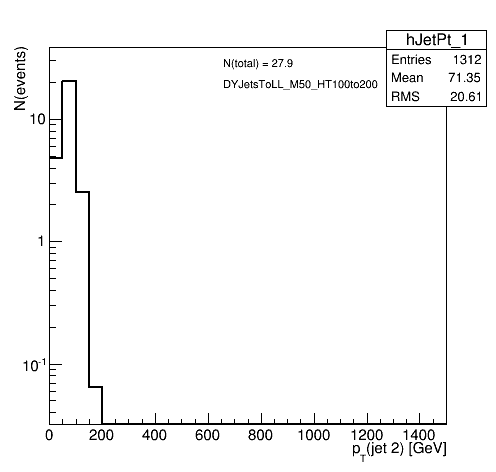 hJetPt_1
Entries 1312
Mean 71.35
RMS 20.61
N(total) = 27.9
DYJetsToLL_M50_HT100to200
N(events)
10
1
10-1
0 200 400 600 800 1000 1200 1400
pT(jet 2) [GeV]